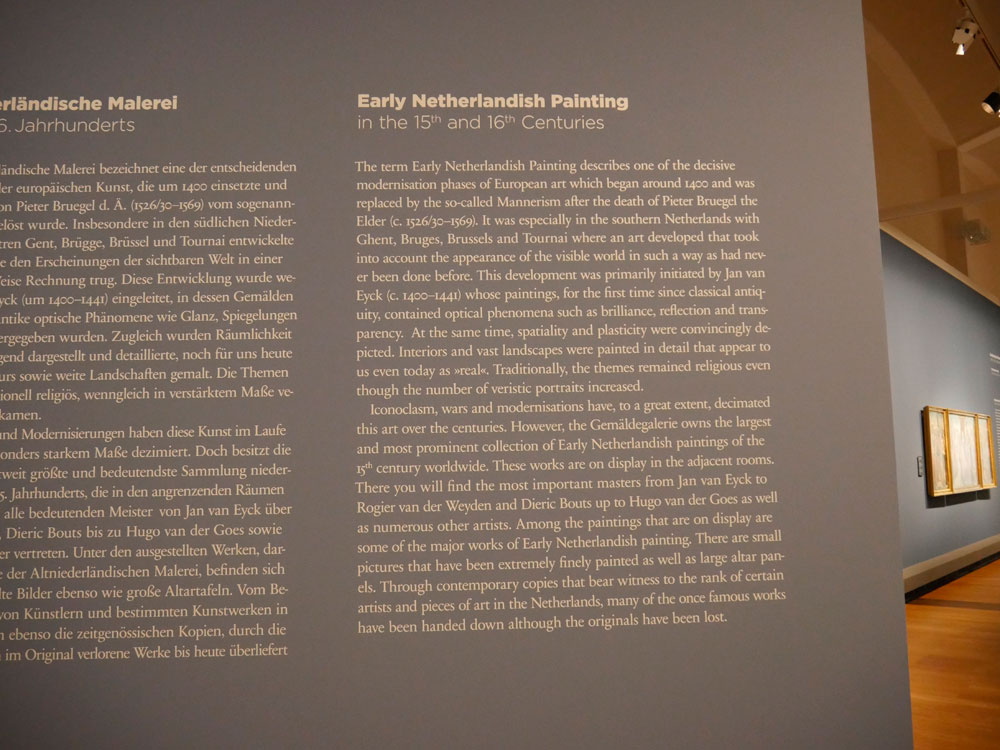 erländische Malerei
6. Jahrhunderts
ländische Malerei bezeichnet eine der entscheidenden
der europäischen Kunst, die um 1400 einsetzte und
on Pieter Bruegel d. Ä. (1526/30–1569) vom sogenann-
elöst wurde. Insbesondere in den südlichen Nieder-
tren Gent, Brügge, Brüssel und Tournai entwickelte
e den Erscheinungen der sichtbaren Welt in einer
Weise Rechnung trug. Diese Entwicklung wurde we-
yck (um 1400–1441) eingeleitet, in dessen Gemälden
antike optische Phänomene wie Glanz, Spiegelungen
ergegeben wurden. Zugleich wurden Räumlichkeit
gend dargestellt und detaillierte, noch für uns heute
urs sowie weite Landschaften gemalt. Die Themen
tionell religiös, wenngleich in verstärktem Maße ve-
kamen.
und Modernisierungen haben diese Kunst im Laufe
onders starkem Maße dezimiert. Doch besitzt die
tweit größte und bedeutendste Sammlung nieder-
5. Jahrhunderts, die in den angrenzenden Räumen
alle bedeutenden Meister von Jan van Eyck über
, Dieric Bouts bis zu Hugo van der Goes sowie
er vertreten. Unter den ausgestellten Werken, dar-
e der Altniederländischen Malerei, befinden sich
lte Bilder ebenso wie große Altartafeln. Vom Be-
von Künstlern und bestimmten Kunstwerken in
n ebenso die zeitgenössischen Kopien, durch die
im Original verlorene Werke bis heute überliefert
Early Netherlandish Painting
in the 15th and 16th Centuries
The term Early Netherlandish Painting describes one of the decisive
modernisation phases of European art which began around 1400 and was
replaced by the so-called Mannerism after the death of Pieter Bruegel the
Elder (c. 1526/30–1569). It was especially in the southern Netherlands with
Ghent, Bruges, Brussels and Tournai where an art developed that took
into account the appearance of the visible world in such a way as had nev-
er been done before. This development was primarily initiated by Jan van
Eyck (c. 1400–1441) whose paintings, for the first time since classical antiq-
uity, contained optical phenomena such as brilliance, reflection and trans-
parency. At the same time, spatiality and plasticity were convincingly de-
picted. Interiors and vast landscapes were painted in detail that appear to
us even today as »real«. Traditionally, the themes remained religious even
though the number of veristic portraits increased.
Iconoclasm, wars and modernisations have, to a great extent, decimated
this art over the centuries. However, the Gemäldegalerie owns the largest
and most prominent collection of Early Netherlandish paintings of the
15th century worldwide. These works are on display in the adjacent rooms.
There you will find the most important masters from Jan van Eyck to
Rogier van der Weyden and Dieric Bouts up to Hugo van der Goes as well
as numerous other artists. Among the paintings that are on display are
some of the major works of Early Netherlandish painting. There are small
pictures that have been extremely finely painted as well as large altar pan-
els. Through contemporary copies that bear witness to the rank of certain
artists and pieces of art in the Netherlands, many of the once famous works
have been handed down although the originals have been lost.